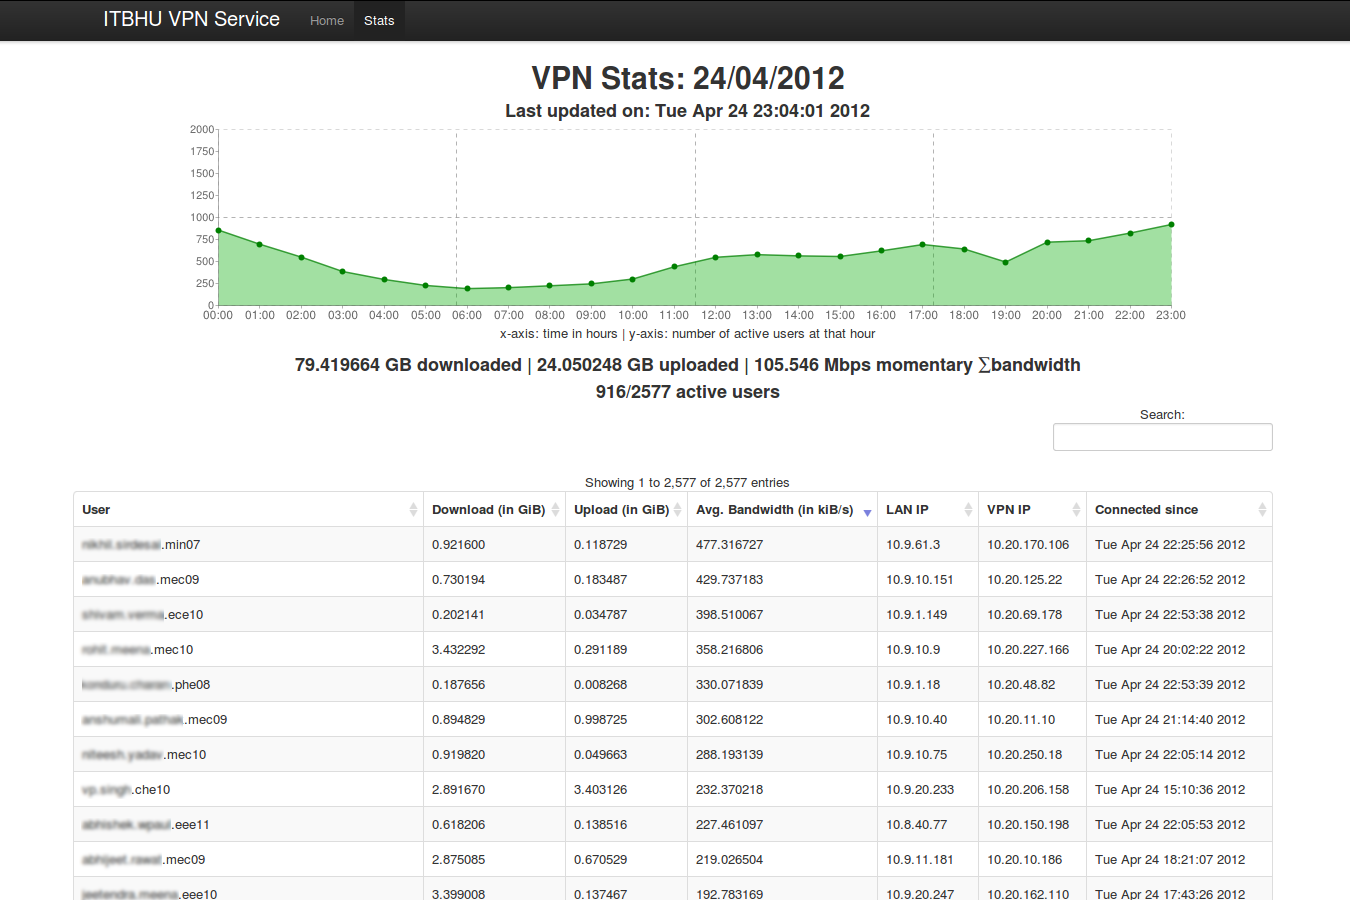 ITBHU VPN Service Home Stats
VPN Stats: 24/04/2012
Last updated on: Tue Apr 24 23:04:01 2012
2000
1750
1500
1250
1000
750
500
250
0
00:00 01:00 02:00 03:00 04:00 05:00 06:00 07:00 08:00 09:00 10:00 11:00 12:00 13:00 14:00 15:00 16:00 17:00 18:00 19:00 20:00 21:00 22:00 23:00
x-axis: time in hours | y-axis: number of active users at that hour
79.419664 GB downloaded | 24.050248 GB uploaded | 105.546 Mbps momentary ∑bandwidth
916/2577 active users
Search:
Showing 1 to 2,577 of 2,577 entries
User Download (in GiB) Upload (in GiB) Avg. Bandwidth (in kiB/s) LAN IP VPN IP Connected since
.min07 0.921600 0.118729 477.316727 10.9.61.3 10.20.170.106 Tue Apr 24 22:25:56 2012
.mec09 0.730194 0.183487 429.737183 10.9.10.151 10.20.125.22 Tue Apr 24 22:26:52 2012
.ece10 0.202141 0.034787 398.510067 10.9.1.149 10.20.69.178 Tue Apr 24 22:53:38 2012
.mec10 3.432292 0.291189 358.216806 10.9.10.9 10.20.227.166 Tue Apr 24 20:02:22 2012
.phe08 0.187656 0.008268 330.071839 10.9.1.18 10.20.48.82 Tue Apr 24 22:53:39 2012
.mec09 0.894829 0.998725 302.608122 10.9.10.40 10.20.11.10 Tue Apr 24 21:14:40 2012
.mec10 0.919820 0.049663 288.193139 10.9.10.75 10.20.250.18 Tue Apr 24 22:05:14 2012
.che10 2.891670 3.403126 232.370218 10.9.20.233 10.20.206.158 Tue Apr 24 15:10:36 2012
.eee11 0.618206 0.138516 227.461097 10.8.40.77 10.20.150.198 Tue Apr 24 22:05:53 2012
.mec09 2.875085 0.670529 219.026504 10.9.11.181 10.20.10.186 Tue Apr 24 18:21:07 2012
.eee10 3.399008 0.137467 192.783169 10.9.20.247 10.20.162.110 Tue Apr 24 17:43:26 2012